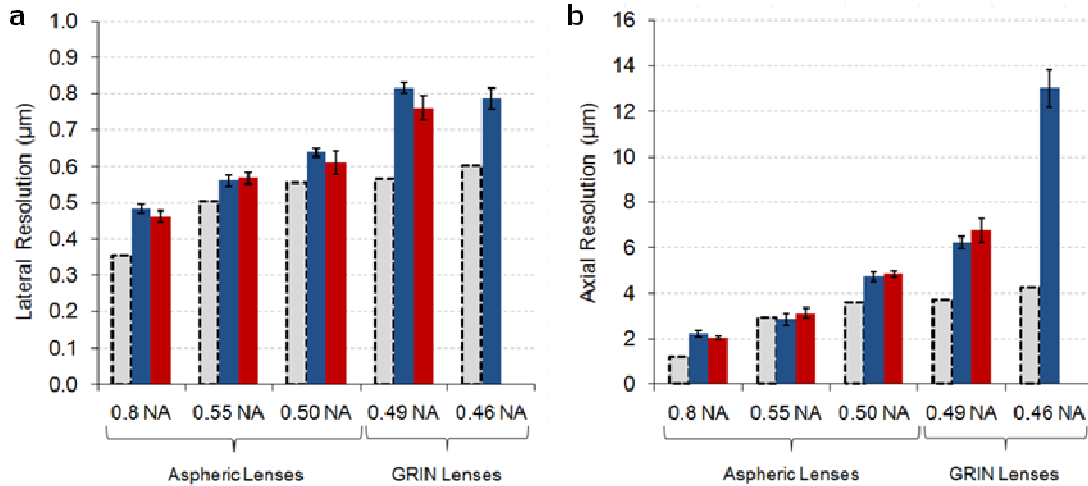 a
1.0
0.9
0.8
0.7
0.6
0.5
0.4
0.3
0.2
0.1
0.0
Lateral Resolution (µm)
0.8 NA 0.55 NA 0.50 NA 0.49 NA 0.46 NA
Aspheric Lenses GRIN Lenses
b
16
14
12
10
8
6
4
2
0
Axial Resolution (µm)
0.8 NA 0.55 NA 0.50 NA 0.49 NA 0.46 NA
Aspheric Lenses GRIN Lenses